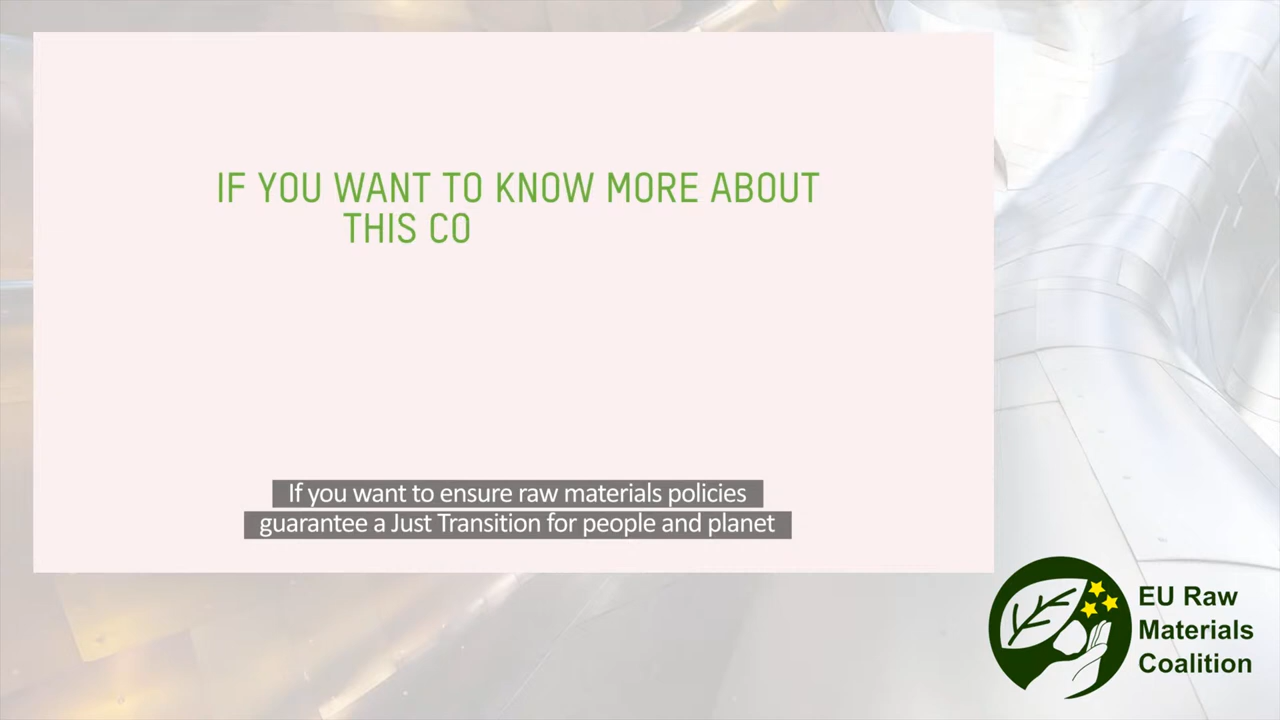 IF YOU WANT TO KNOW MORE ABOUT
THIS CO
If you want to ensure raw materials policies
guarantee a Just Transition for people and planet
EU Raw
Materials
Coalition